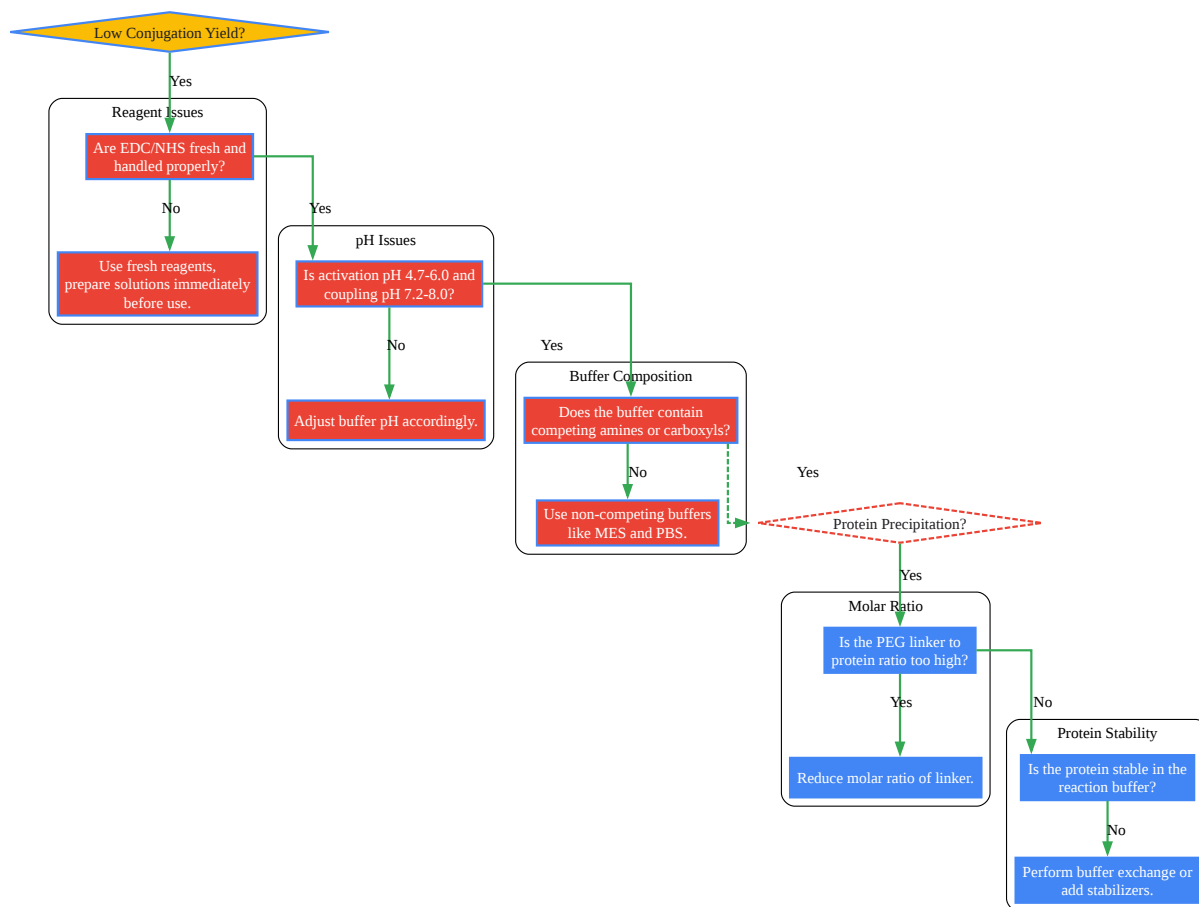 Low Conjugation Yield?
Yes
Reagent Issues
Are EDC/NHS fresh and
handled properly?
No
Yes
Use fresh reagents,
prepare solutions immediately
before use.
pH Issues
Is activation pH 4.7-6.0 and
coupling pH 7.2-8.0?
No
Yes
Adjust buffer pH accordingly.
Buffer Composition
Does the buffer contain
competing amines or carboxyls?
No
Yes
Use non-competing buffers
like MES and PBS.
Protein Precipitation?
Yes
Molar Ratio
Is the PEG linker to
protein ratio too high?
Yes
No
Reduce molar ratio of linker.
Protein Stability
Is the protein stable in the
reaction buffer?
No
Perform buffer exchange or
add stabilizers.